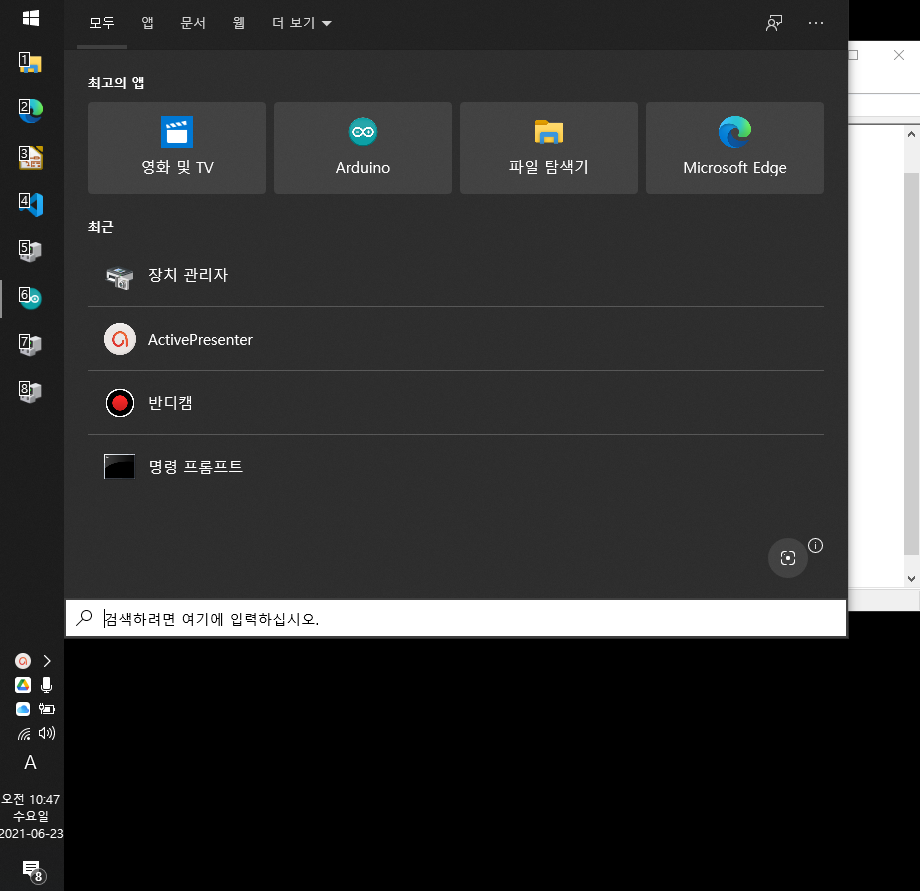 모두 앱 문서 웹 더 보기
최고의 앱
영화 및 TV
Arduino
파일 탐색기
Microsoft Edge
최근
장치 관리자
ActivePresenter
반디캠
명령 프롬프트
검색하려면 여기에 입력하십시오.
1
2
3
4
5
6
7
8
A
오전 10:47
수요일
2021-06-23
8